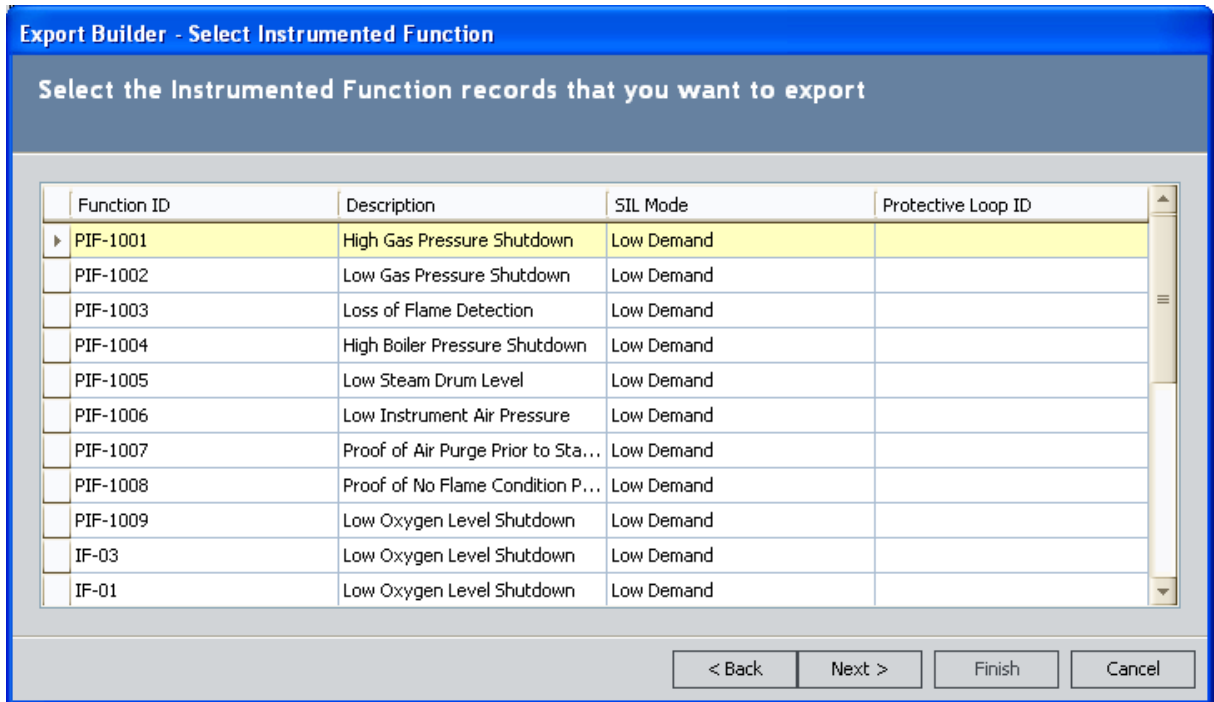 Export Builder - Select Instrumented Function
Select the Instrumented Function records that you want to export
Function ID Description SIL Mode Protective Loop ID
PIF-1001 High Gas Pressure Shutdown Low Demand
PIF-1002 Low Gas Pressure Shutdown Low Demand
PIF-1003 Loss of Flame Detection Low Demand
PIF-1004 High Boiler Pressure Shutdown Low Demand
PIF-1005 Low Steam Drum Level Low Demand
PIF-1006 Low Instrument Air Pressure Low Demand
PIF-1007 Proof of Air Purge Prior to Sta... Low Demand
PIF-1008 Proof of No Flame Condition P... Low Demand
PIF-1009 Low Oxygen Level Shutdown Low Demand
IF-03 Low Oxygen Level Shutdown Low Demand
IF-01 Low Oxygen Level Shutdown Low Demand
< Back Next > Finish Cancel